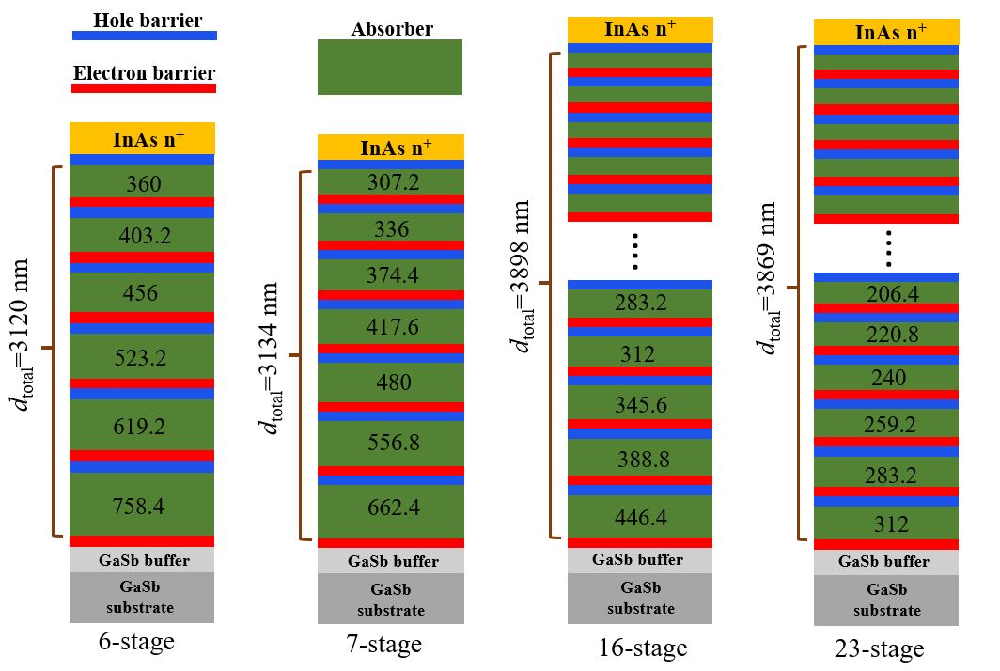 Hole barrier
Electron barrier
Absorber
InAs n⁺
360
403.2
456
523.2
619.2
758.4
GaSb buffer
GaSb
substrate
6-stage
d_total=3120 nm
InAs n⁺
307.2
336
374.4
417.6
480
556.8
662.4
GaSb buffer
GaSb
substrate
7-stage
d_total=3134 nm
InAs n⁺
283.2
312
345.6
388.8
446.4
GaSb buffer
GaSb
substrate
16-stage
d_total=3898 nm
InAs n⁺
206.4
220.8
240
259.2
283.2
312
GaSb buffer
GaSb
substrate
23-stage
d_total=3869 nm